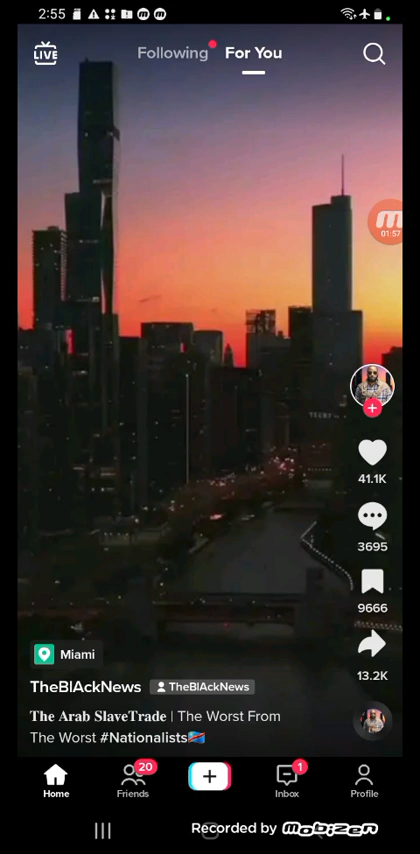 2:55
LIVE
Following For You
01:57
41.1K
3695
9666
13.2K
Miami
TheBlAckNews TheBlAckNews
𝐓𝐡𝐞 𝐀𝐫𝐚𝐛 𝐒𝐥𝐚𝐯𝐞𝐓𝐫𝐚𝐝𝐞 | The Worst From
The Worst #Nationalists🇨🇩
20
1
Home Friends Inbox Profile
Recorded by mobizen